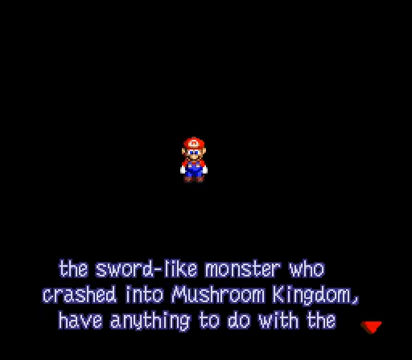 the sword-like monster who
crashed into Mushroom Kingdom,
have anything to do with the